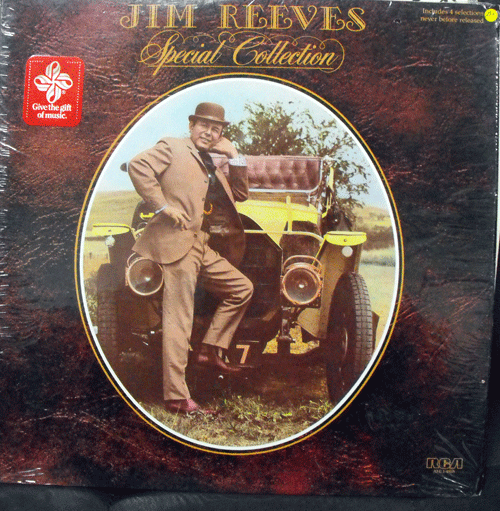 JIM REEVES
Special Collection
Includes 4 selections
never before released
Give the gift
of music.
7
RCA